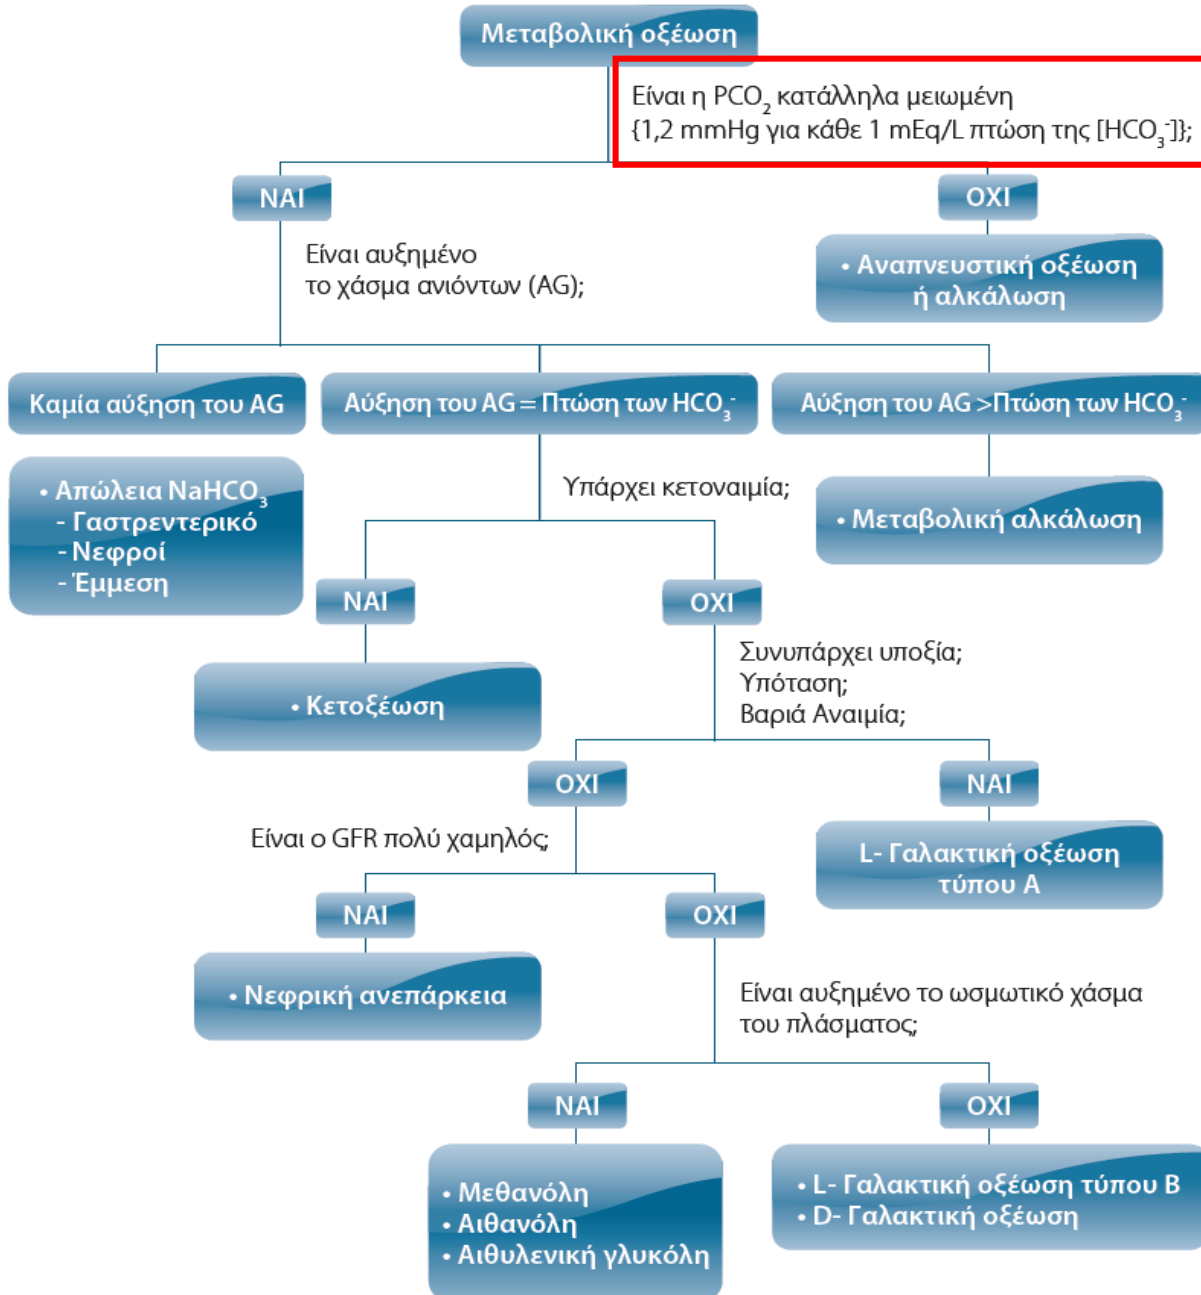 Μεταβολική οξέωση
Είναι η PCO₂ κατάλληλα μειωμένη
{1,2 mmHg για κάθε 1 mEq/L πτώση της [HCO₃⁻]};
ΝΑΙ
ΟΧΙ
Είναι αυξημένο
το χάσμα ανιόντων (AG);
• Αναπνευστική οξέωση
ή αλκάλωση
Καμία αύξηση του AG
Αύξηση του AG = Πτώση των HCO₃⁻
Αύξηση του AG >Πτώση των HCO₃⁻
• Απώλεια NaHCO₃
- Γαστρεντερικό
- Νεφροί
- Έμμεση
Υπάρχει κετοναιμία;
• Μεταβολική αλκάλωση
ΝΑΙ
ΟΧΙ
• Κετοξέωση
Συνυπάρχει υποξία;
Υπόταση;
Βαριά Αναιμία;
ΟΧΙ
ΝΑΙ
Είναι ο GFR πολύ χαμηλός;
L- Γαλακτική οξέωση
τύπου Α
ΝΑΙ
ΟΧΙ
• Νεφρική ανεπάρκεια
Είναι αυξημένο το ωσμωτικό χάσμα
του πλάσματος;
ΝΑΙ
ΟΧΙ
• Μεθανόλη
• Αιθανόλη
• Αιθυλενική γλυκόλη
• L- Γαλακτική οξέωση τύπου Β
• D- Γαλακτική οξέωση